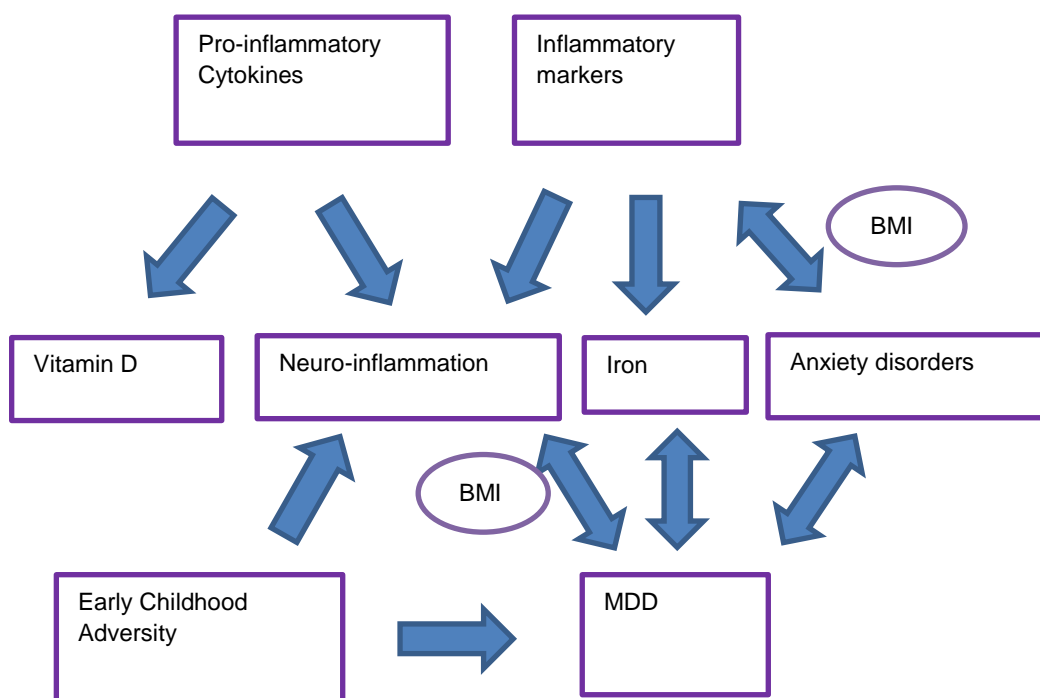 Pro-inflammatory
Cytokines
Inflammatory
markers
BMI
Vitamin D
Neuro-inflammation
Iron
Anxiety disorders
BMI
Early Childhood
Adversity
MDD